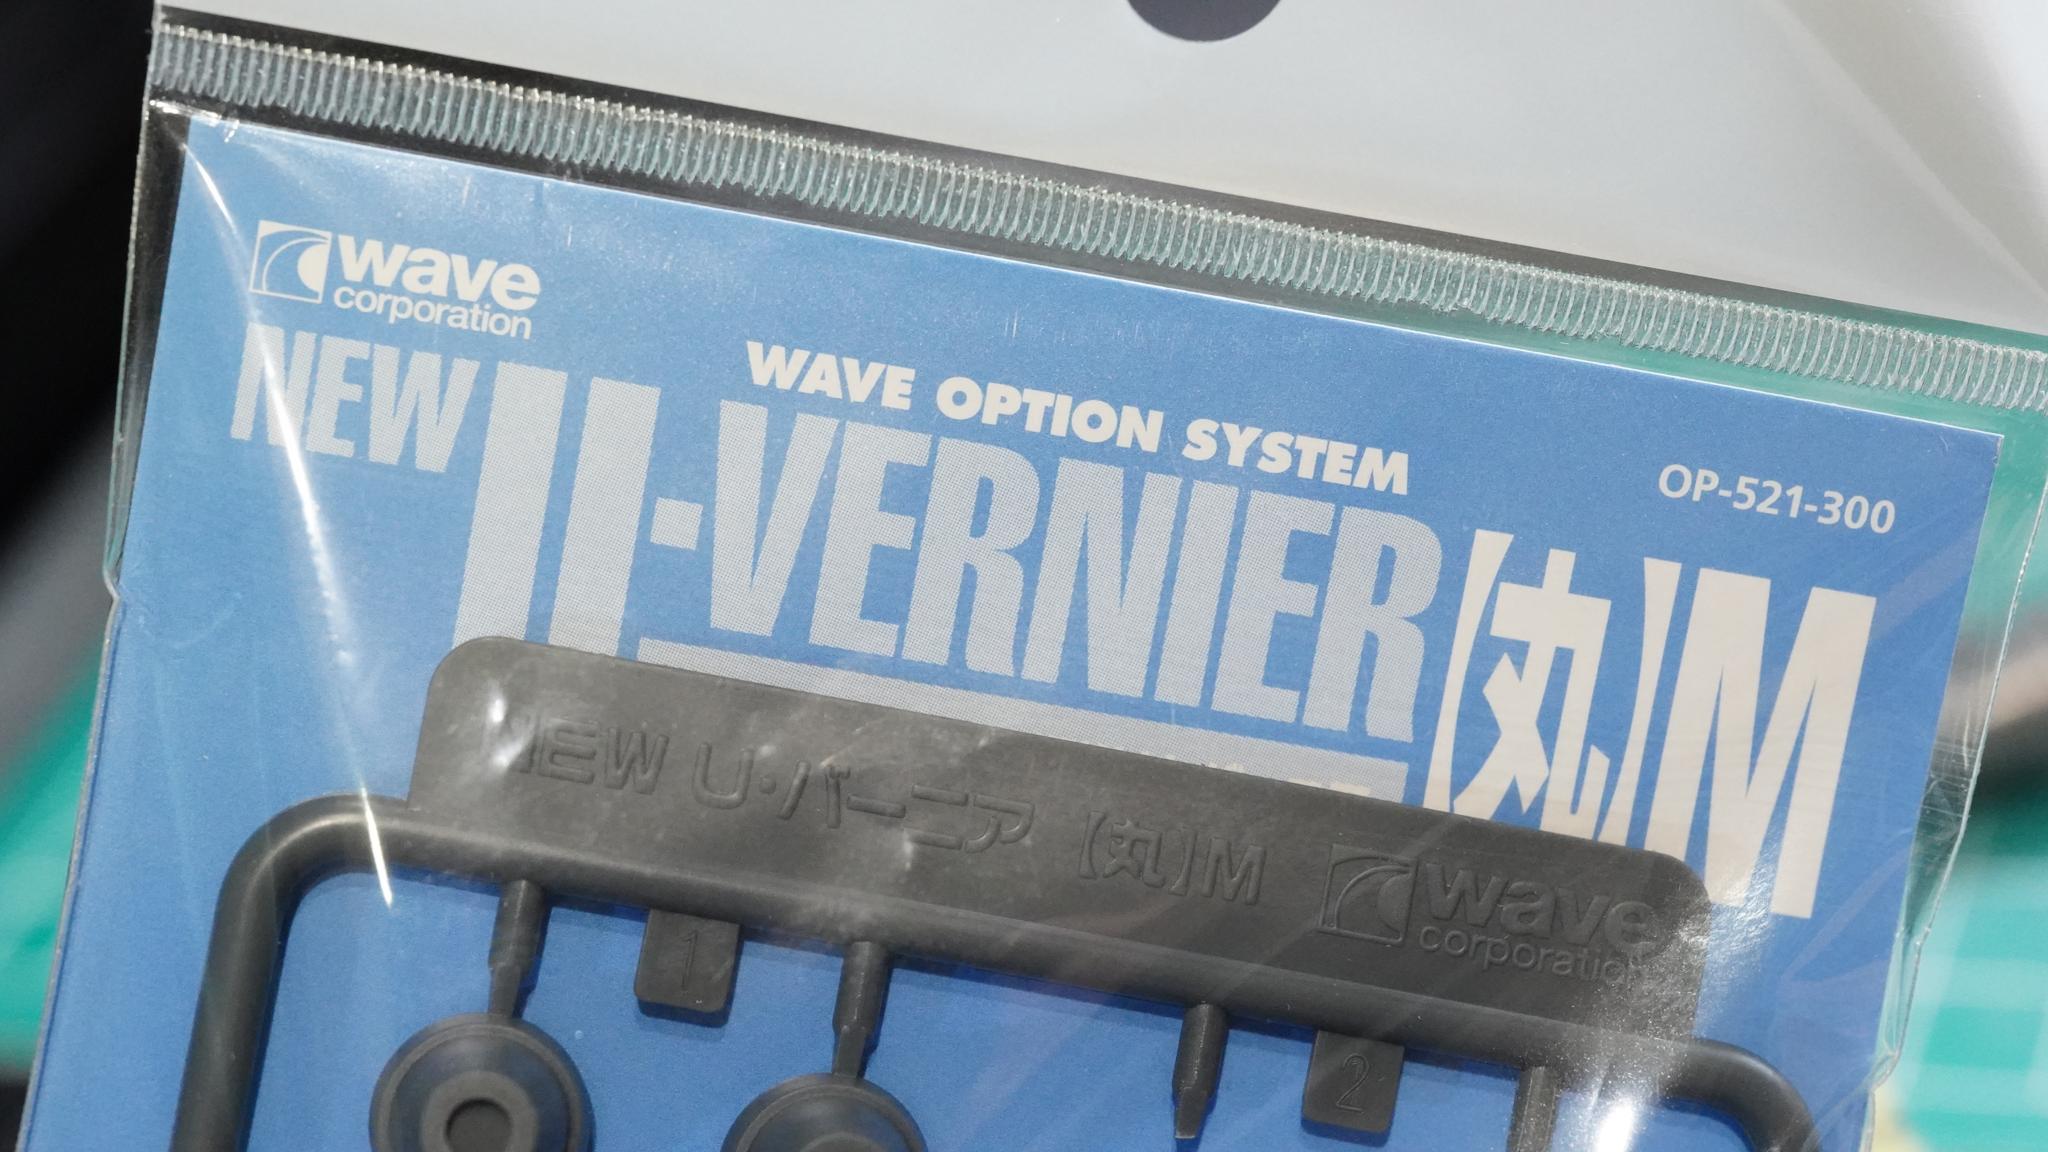 wave
corporation
WAVE OPTION SYSTEM
OP-521-300
NEW U·VERNIER【丸】M
NEW U·バーニア【丸】M
wave
corporation
1
2